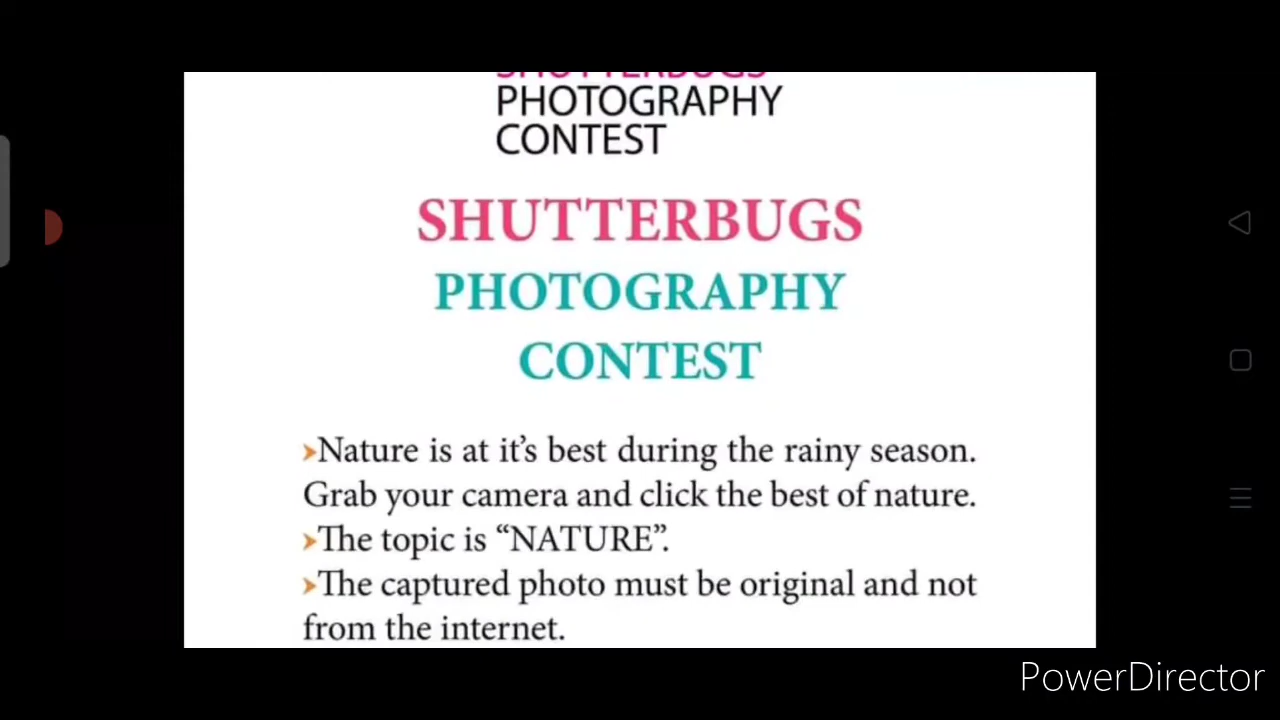 SHUTTERBUGS
PHOTOGRAPHY
CONTEST
SHUTTERBUGS
PHOTOGRAPHY
CONTEST
➤Nature is at it’s best during the rainy season.
Grab your camera and click the best of nature.
➤The topic is “NATURE”.
➤The captured photo must be original and not
from the internet.
PowerDirector